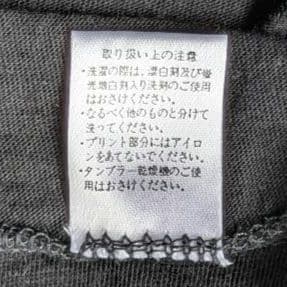 取り扱い上の注意
・洗濯の際は、漂白剤及び蛍
光増白剤入り洗剤のご使用
はおさけください。
・なるべく他のものと分けて
洗ってください。
・プリント部分にはアイロ
ンをあてないでください。
・タンブラー乾燥機のご使
用はおさけください。